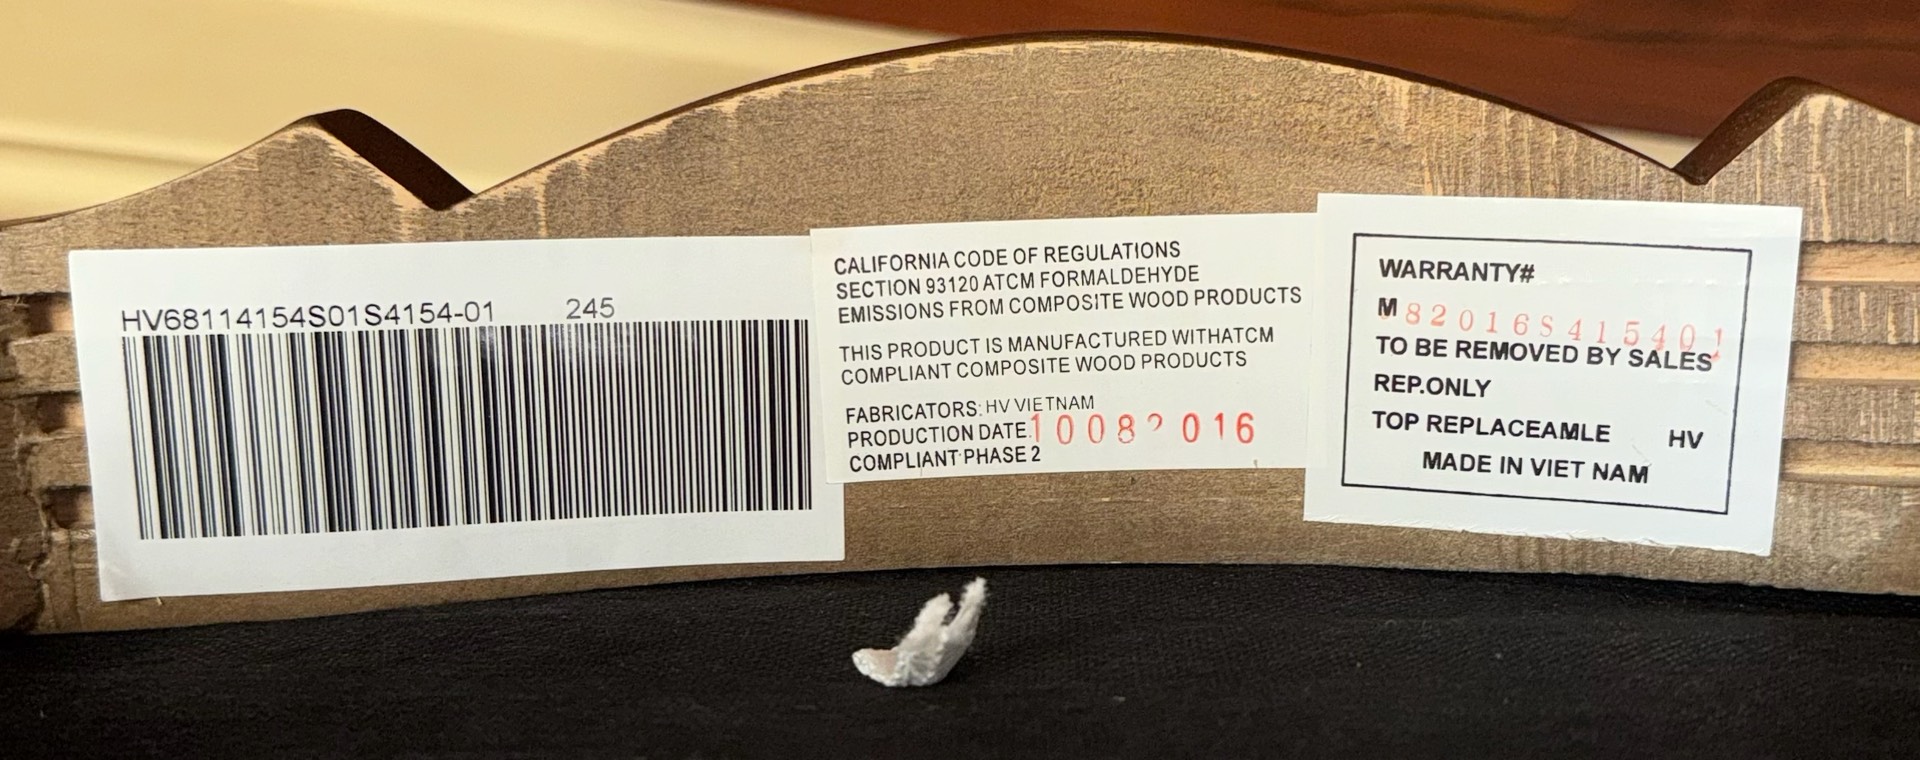 HV68114154S01S4154-01 245
CALIFORNIA CODE OF REGULATIONS
SECTION 93120 ATCM FORMALDEHYDE
EMISSIONS FROM COMPOSITE WOOD PRODUCTS
THIS PRODUCT IS MANUFACTURED WITHATCM
COMPLIANT COMPOSITE WOOD PRODUCTS
FABRICATORS: HV VIETNAM
PRODUCTION DATE:
COMPLIANT PHASE 2
WARRANTY#
M82016S415401
TO BE REMOVED BY SALES
REP.ONLY
TOP REPLACEAMLE HV
MADE IN VIET NAM